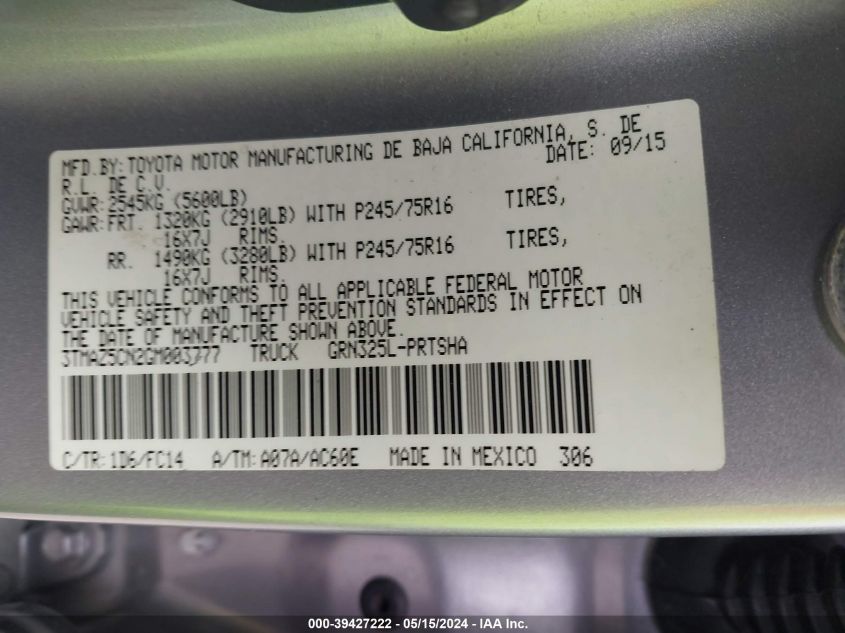 MFD.BY: TOYOTA MOTOR MANUFACTURING DE BAJA CALIFORNIA, S. DE
R.L. DE C.V. DATE: 09/15
GVWR: 2545KG (5600LB)
GAWR: FRT. 1320KG (2910LB) WITH P245/75R16 TIRES,
16X7J RIMS.
RR. 1490KG (3280LB) WITH P245/75R16 TIRES,
16X7J RIMS.
THIS VEHICLE CONFORMS TO ALL APPLICABLE FEDERAL MOTOR
VEHICLE SAFETY AND THEFT PREVENTION STANDARDS IN EFFECT ON
THE DATE OF MANUFACTURE SHOWN ABOVE.
3TMAZ5CN2GM003777 TRUCK GRN325L-PRTSHA
C/TR: 1D6/FC14 A/TM: A07A/AC60E MADE IN MEXICO 306
000-39427222 - 05/15/2024 - IAA Inc.